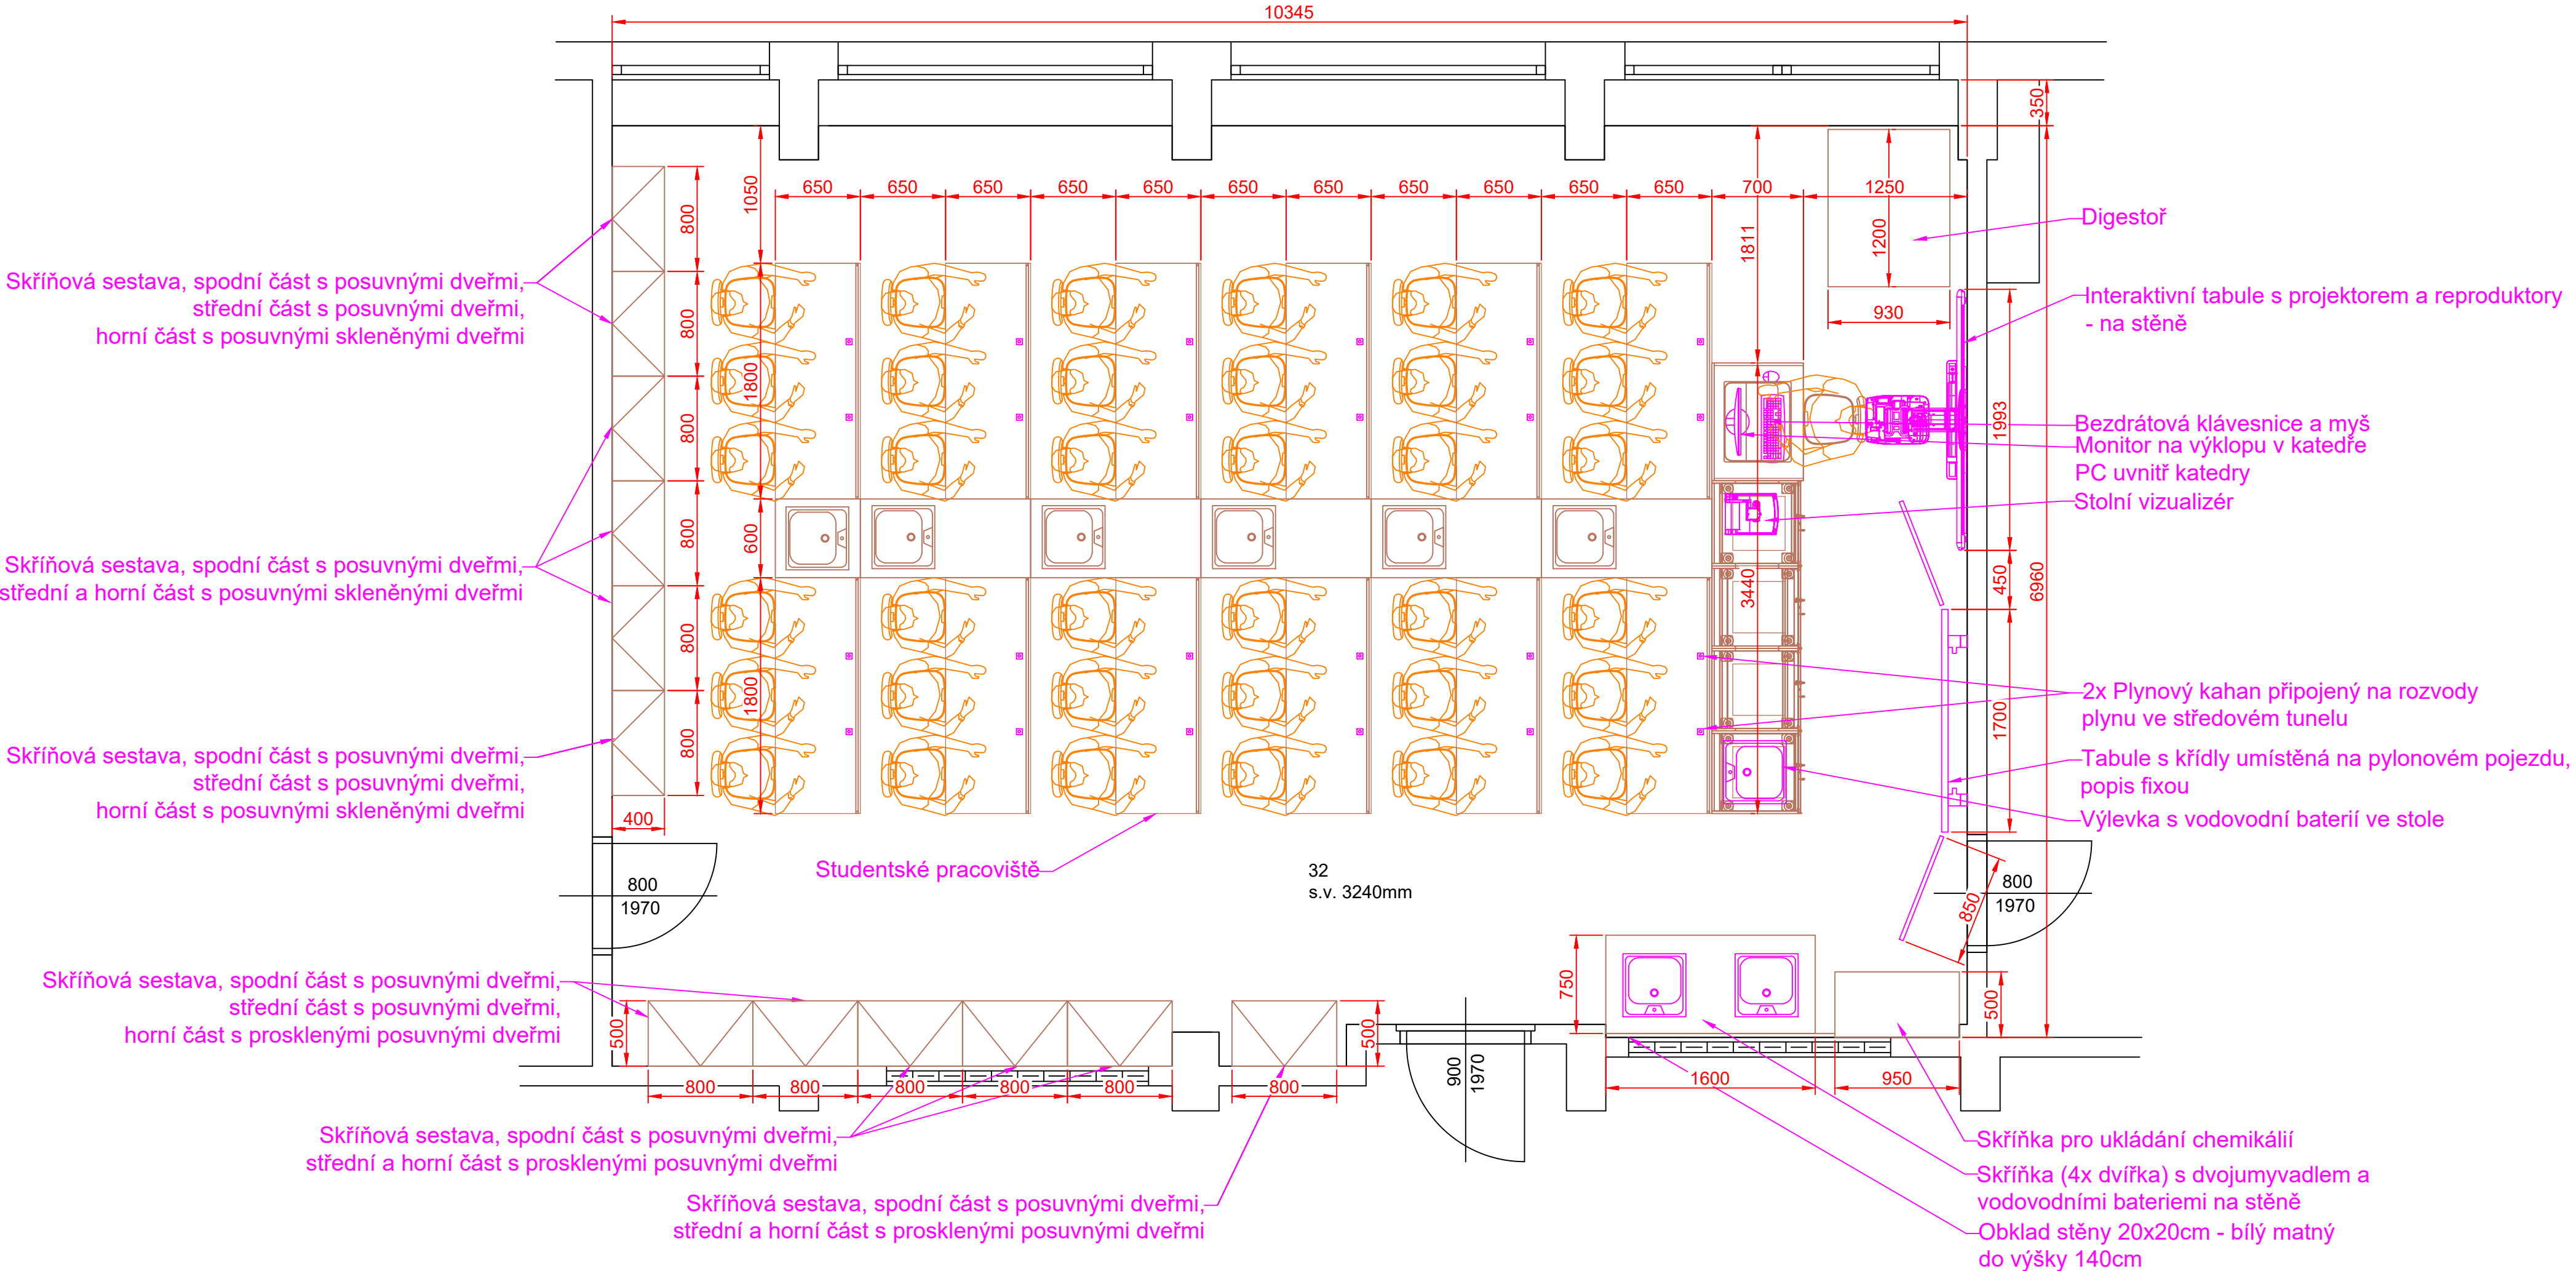 10345
350
650
650
650
650
650
650
650
650
650
650
650
700
1250
1050
1811
1200
930
800
800
800
800
800
800
400
1800
600
1800
3440
1993
450
6960
1700
850
Digestoř
Interaktivní tabule s projektorem a reproduktory
- na stěně
Bezdrátová klávesnice a myš
Monitor na výklopu v katedře
PC uvnitř katedry
Stolní vizualizér
2x Plynový kahan připojený na rozvody
plynu ve středovém tunelu
Tabule s křídly umístěná na pylonovém pojezdu,
popis fixou
Výlevka s vodovodní baterií ve stole
Skříňová sestava, spodní část s posuvnými dveřmi,
střední část s posuvnými dveřmi,
horní část s posuvnými skleněnými dveřmi
Skříňová sestava, spodní část s posuvnými dveřmi,
střední a horní část s posuvnými skleněnými dveřmi
Skříňová sestava, spodní část s posuvnými dveřmi,
střední část s posuvnými dveřmi,
horní část s posuvnými skleněnými dveřmi
Studentské pracoviště
32
s.v. 3240mm
800
1970
800
1970
Skříňová sestava, spodní část s posuvnými dveřmi,
střední část s posuvnými dveřmi,
horní část s prosklenými posuvnými dveřmi
500
800
800
800
800
800
800
500
900
1970
750
1600
950
500
Skříňová sestava, spodní část s posuvnými dveřmi,
střední a horní část s prosklenými posuvnými dveřmi
Skříňová sestava, spodní část s posuvnými dveřmi,
střední a horní část s prosklenými posuvnými dveřmi
Skříňka pro ukládání chemikálií
Skříňka (4x dvířka) s dvojumyvadlem a
vodovodními bateriemi na stěně
Obklad stěny 20x20cm - bílý matný
do výšky 140cm